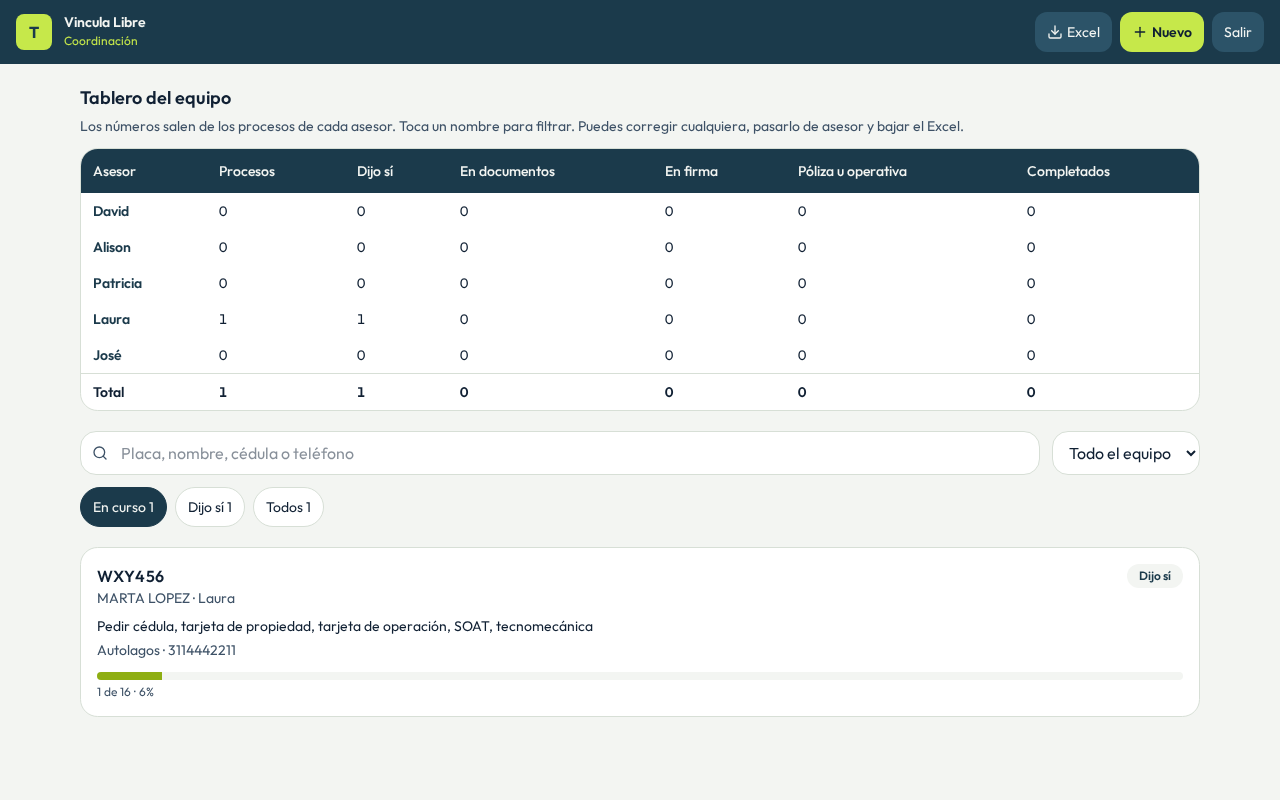 T
Vincula Libre
Coordinación
Excel
Nuevo
Salir
Tablero del equipo
Los números salen de los procesos de cada asesor. Toca un nombre para filtrar. Puedes corregir cualquiera, pasarlo de asesor y bajar el Excel.
Asesor Procesos Dijo sí En documentos En firma Póliza u operativa Completados
David 0 0 0 0 0 0
Alison 0 0 0 0 0 0
Patricia 0 0 0 0 0 0
Laura 1 1 0 0 0 0
José 0 0 0 0 0 0
Total 1 1 0 0 0 0
Placa, nombre, cédula o teléfono
Todo el equipo
En curso 1 Dijo sí 1 Todos 1
WXY456
Dijo sí
MARTA LOPEZ · Laura
Pedir cédula, tarjeta de propiedad, tarjeta de operación, SOAT, tecnomecánica
Autolagos · 3114442211
1 de 16 · 6%